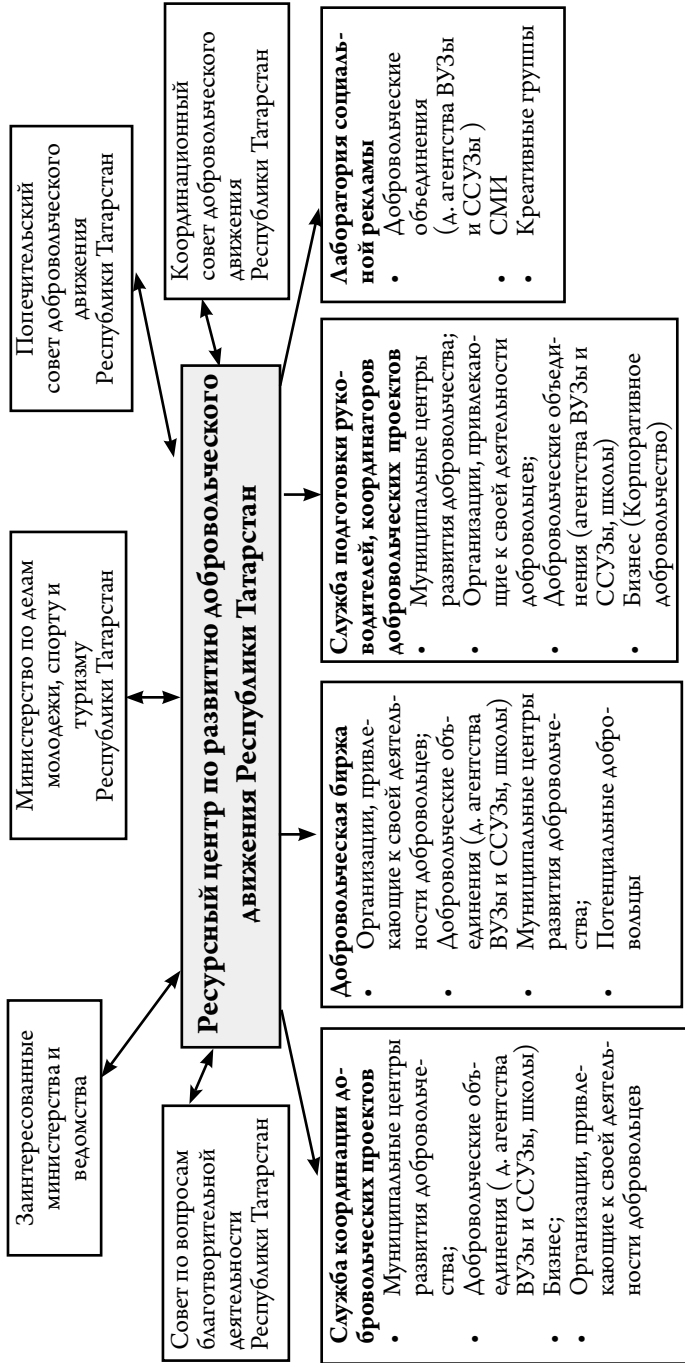 Заинтересованные
министерства и
ведомства
Министерство по делам
молодежи, спорту и
туризму
Республики Татарстан
Попечительский
совет добровольческого
движения
Республики Татарстан
Совет по вопросам
благотворительной
деятельности
Республики Татарстан
Ресурсный центр по развитию добровольческого
движения Республики Татарстан
Координационный
совет добровольческого
движения
Республики Татарстан
Служба координации до-
бровольческих проектов
• Муниципальные центры
развития добровольче-
ства;
• Добровольческие объ-
единения ( д. агентства
ВУЗы и ССУЗы, школы)
• Бизнес;
• Организации, привле-
кающие к своей деятель-
ности добровольцев
Добровольческая биржа
• Организации, привле-
кающие к своей деятель-
ности добровольцев;
• Добровольческие объ-
единения (д. агентства
ВУЗы и ССУЗы, школы)
• Муниципальные центры
развития добровольче-
ства;
• Потенциальные добро-
вольцы
Служба подготовки руко-
водителей, координаторов
добровольческих проектов
• Муниципальные центры
развития добровольчества;
• Организации, привлекаю-
щие к своей деятельности
добровольцев;
• Добровольческие объеди-
нения (агентства ВУЗы и
ССУЗы, школы)
• Бизнес (Корпоративное
добровольчество)
Лаборатория социаль-
ной рекламы
• Добровольческие
объединения
(д. агентства ВУЗы
и ССУЗы )
• СМИ
• Креативные группы